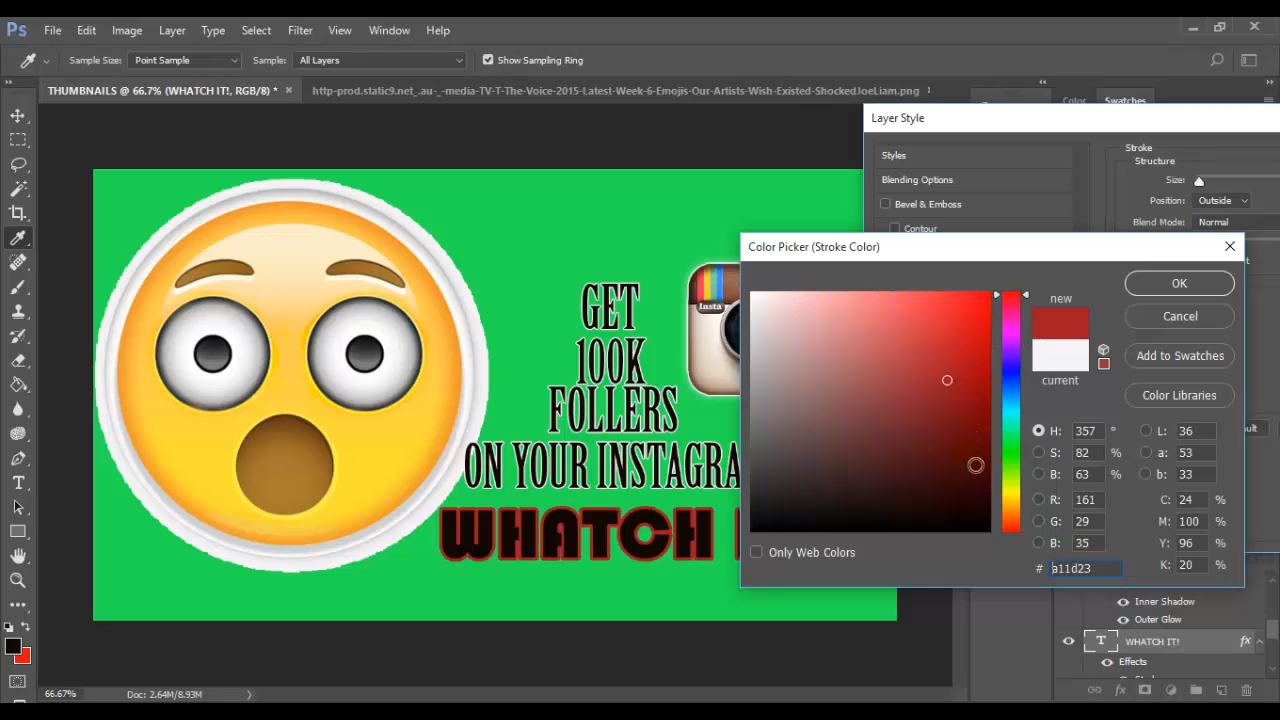 Ps File Edit Image Layer Type Select Filter View Window Help
Sample Size: Point Sample Sample: All Layers Show Sampling Ring
THUMBNAILS @ 66.7% (WHATCH IT!, RGB/8) * × http-prod.static9.net_.au-_-media-TV-T-The-Voice-2015-Latest-Week-6-Emojis-Our-Artists-Wish-Existed-ShockedJoeLiam.png
Color Swatches
Layer Style
Styles
Blending Options
Bevel & Emboss
Contour
Stroke
Structure
Size:
Position: Outside
Blend Mode: Normal
Insta
GET
100K
FOLLERS
ON YOUR INSTAGRA
WHATCH
Color Picker (Stroke Color)
new
current
OK
Cancel
Add to Swatches
Color Libraries
H: 357 ° L: 36
S: 82 % a: 53
B: 63 % b: 33
R: 161 C: 24 %
G: 29 M: 100 %
B: 35 Y: 96 %
# a11d23 K: 20 %
Only Web Colors
ult
Inner Shadow
Outer Glow
T WHATCH IT! fx
Effects
66.67% Doc: 2.64M/8.93M
fx